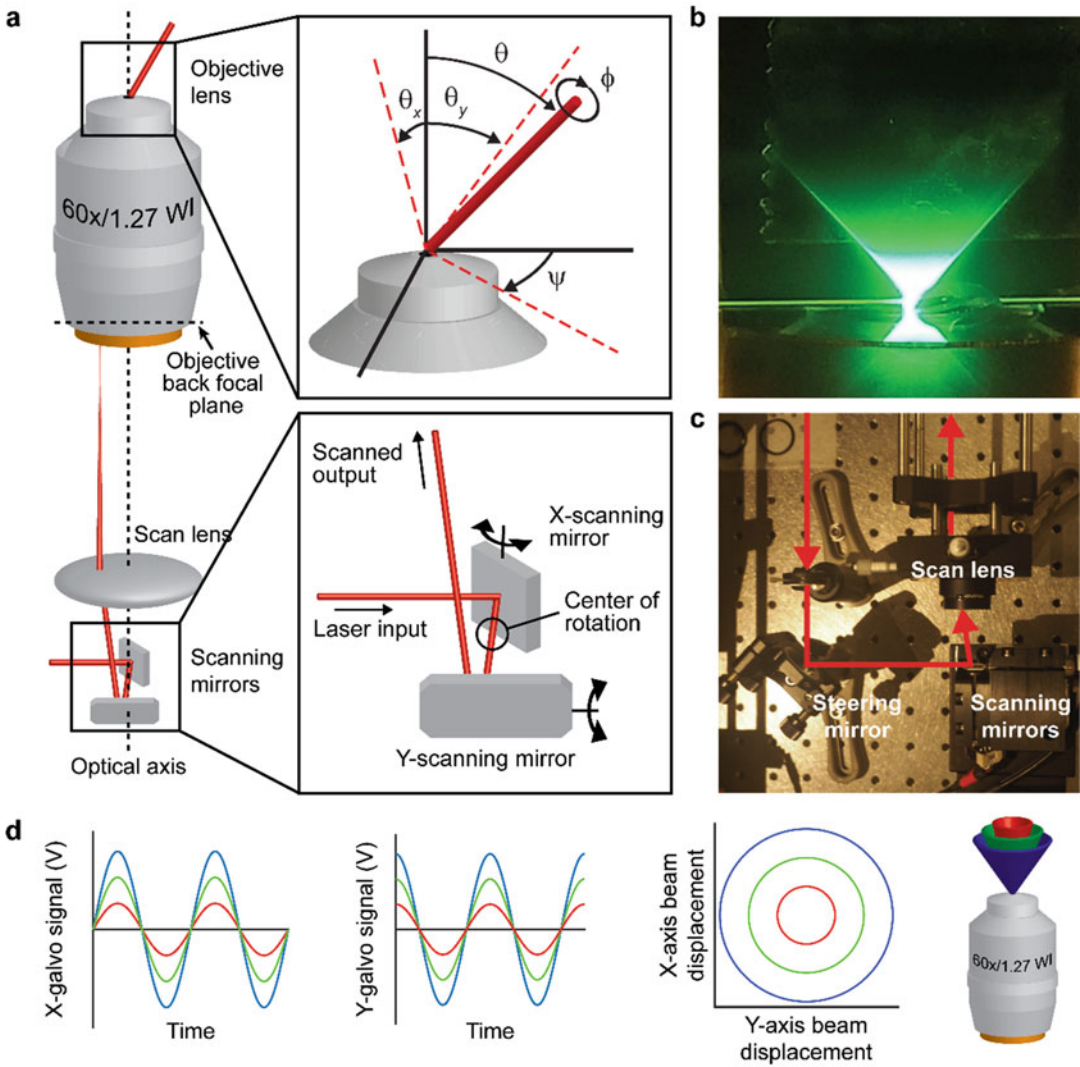 a
Objective
lens
60x/1.27 WI
Objective
back focal
plane
Scan lens
Scanning
mirrors
Optical axis
θ
ϕ
θx
θy
ψ
Scanned
output
X-scanning
mirror
Laser input
Center of
rotation
Y-scanning mirror
b
c
Scan lens
Steering
mirror
Scanning
mirrors
d
X-galvo signal (V)
Time
Y-galvo signal (V)
Time
X-axis beam
displacement
Y-axis beam
displacement
60x/1.27 WI